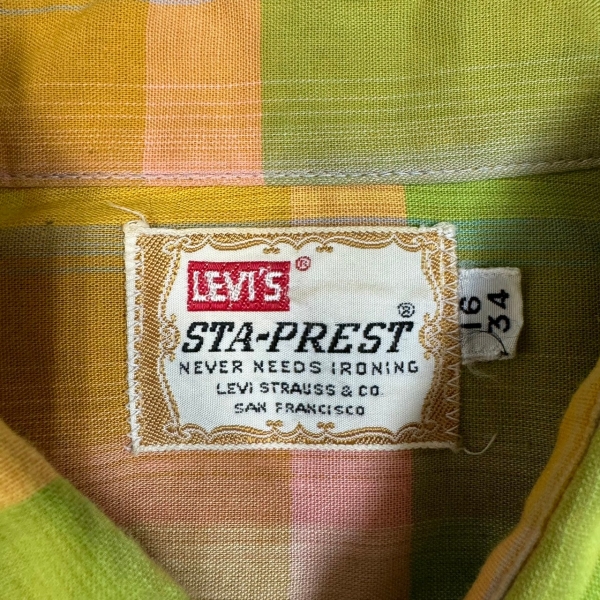 LEVI'S ®
STA-PREST ®
NEVER NEEDS IRONING
LEVI STRAUSS & CO.
SAN FRANCISCO
16
34